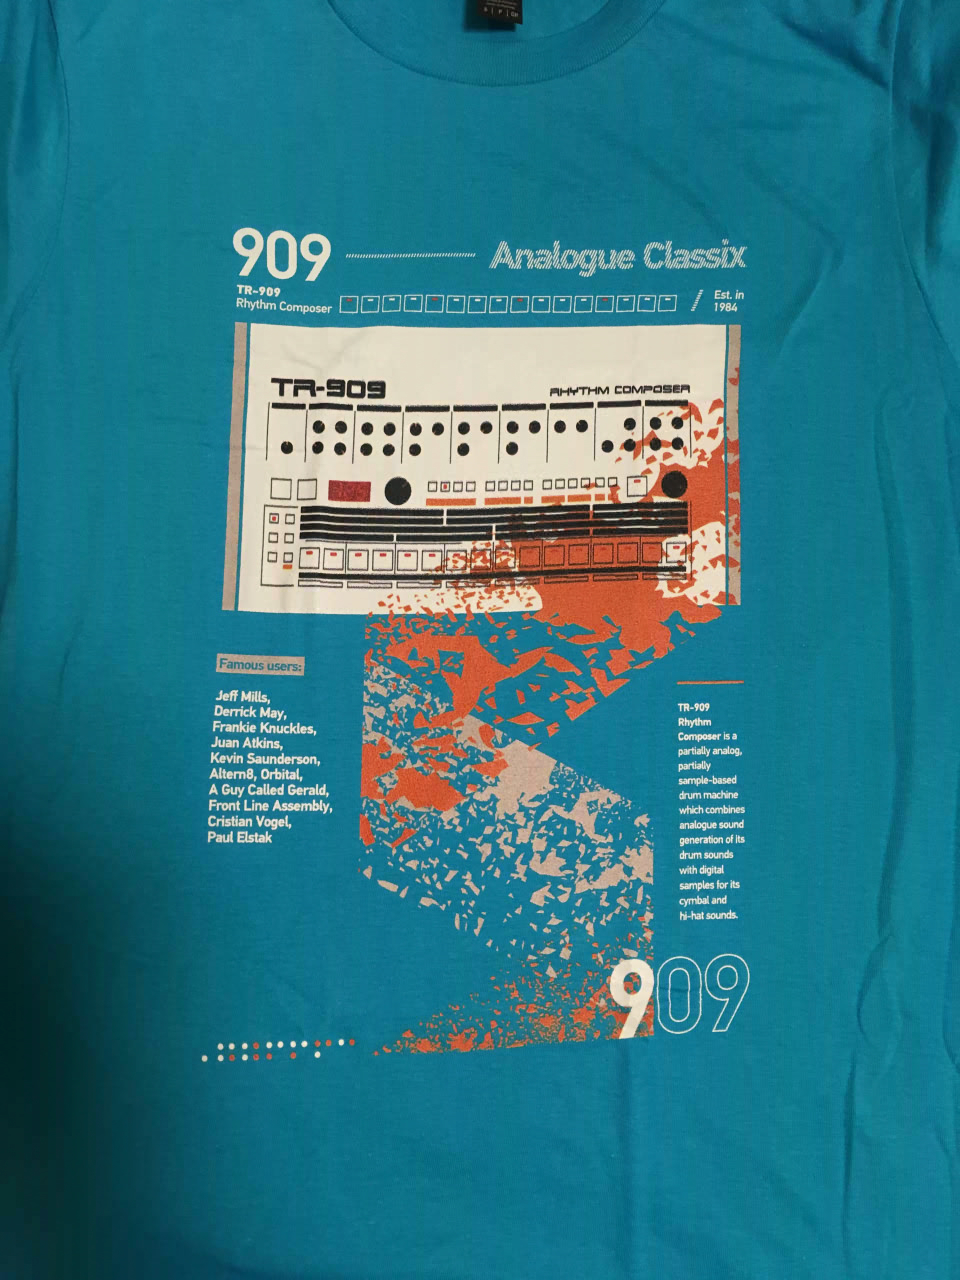 909
Analogue Classix
TR-909
Rhythm Composer
Est. in
1984
TR-909
RHYTHM COMPOSER
Famous users:
Jeff Mills,
Derrick May,
Frankie Knuckles,
Juan Atkins,
Kevin Saunderson,
Altern8, Orbital,
A Guy Called Gerald,
Front Line Assembly,
Cristian Vogel,
Paul Elstak
TR-909
Rhythm
Composer is a
partially analog,
partially
sample-based
drum machine
which combines
analogue sound
generation of its
drum sounds
with digital
samples for its
cymbal and
hi-hat sounds.
909